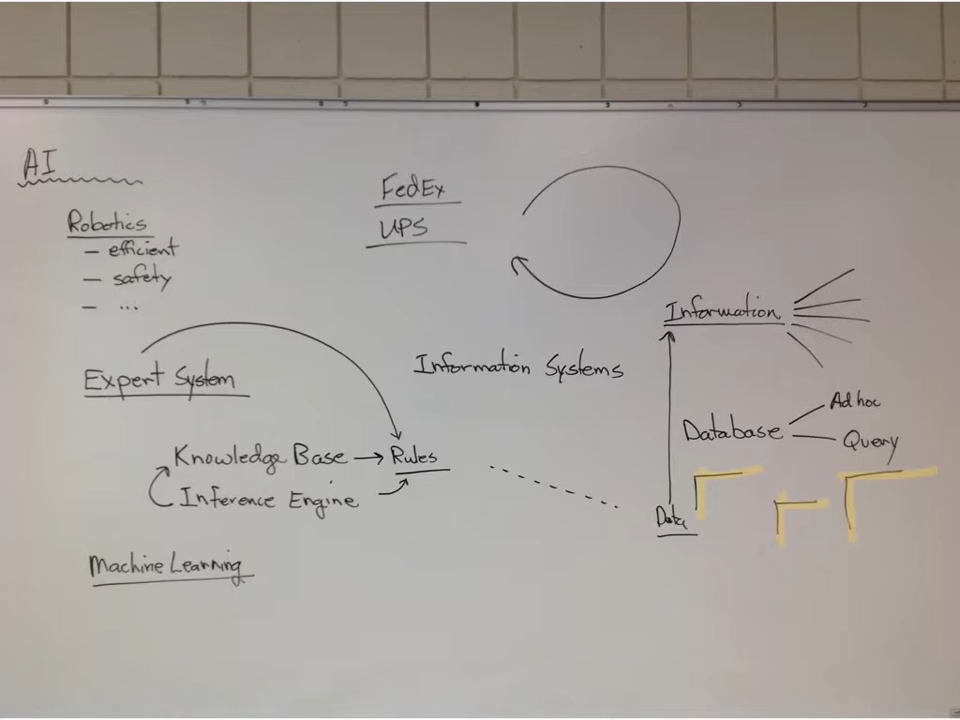 AI
Robotics
– efficient
– safety
– ...
FedEx
UPS
Expert System
Knowledge Base → Rules
Inference Engine
Machine Learning
Information Systems
Information
Database
Ad hoc
Query
Data